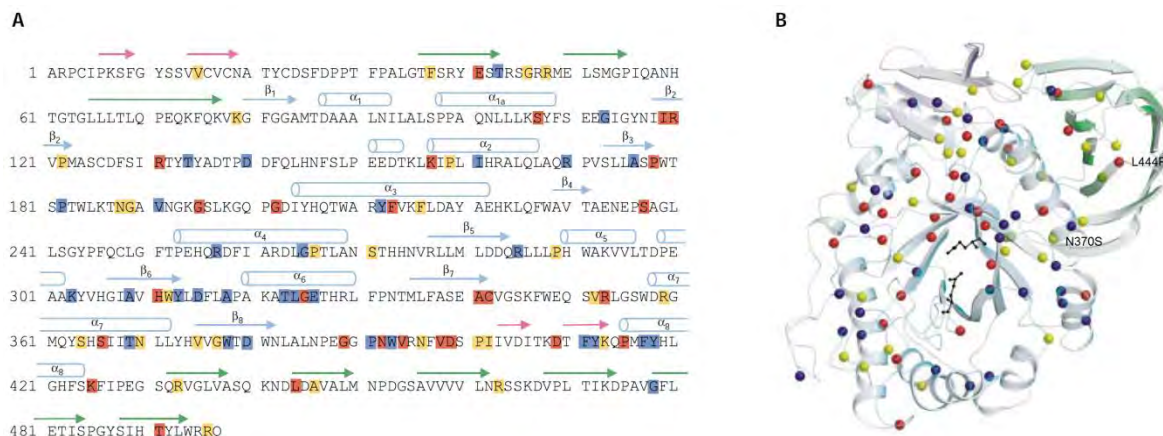 A
1 ARPCIPKSFG YSSVVCVCNA TYCDSFDPPT FPALGTFSRY ESTRSGRRME LSMGPIQANH
β1 α1 α1a β2
61 TGTGLLLTLQ PEQKFQKVKG FGGAMTDAAA LNILALSPPA QNLLLKSYFS EEGIGYNIIR
β2 α2 β3
121 VPMASCDFSI RTYTYADTPD DFQLHNFSLP EEDTKLKIPL IHRALQLAQR PVSLLASPWT
α3 β4
181 SPTWLKTNGA VNGKGSLKGQ PGDIYHQTWA RYFVKFLDAY AEHKLQFWAV TAENEPSAGL
α4 β5 α5
241 LSGYPFQCLG FTPEHQRDFI ARDLGPTLAN STHHNVRLLM LDDQRLLLPH WAKVVLTDPE
β6 α6 β7 α7
301 AAKYVHGIAV HWYLDFLAPA KATLGETHRL FPNTMLFASE ACVGSKFWEQ SVRLGSWDRG
α7 β8 α8
361 MQYSHSIITN LLYHVVGWTD WNLALNPEGG PNWVRNFVDS PIIVDITKDT FYKQPMFYHL
α8
421 GHFSKFIPEG SQRVGLVASQ KNDLDAVALM NPDGSAVVVV LNRSSKDVPL TIKDPAVGFL
481 ETISPGYSIH TYLWRRQ
B
L444P
N370S